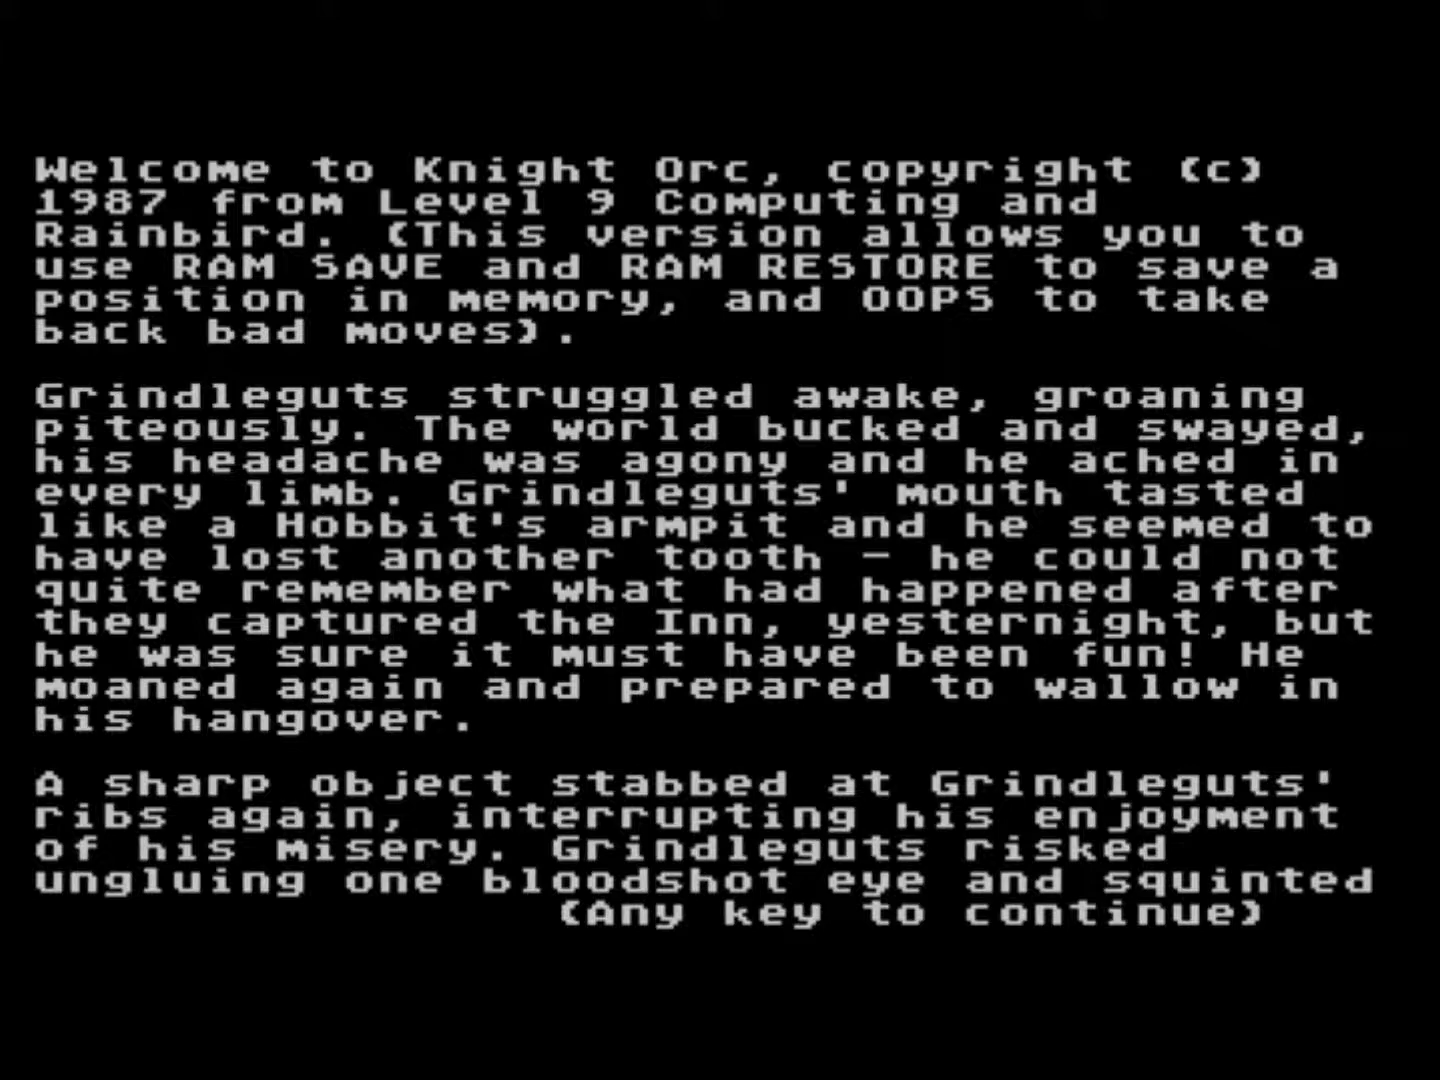 Welcome to Knight Orc, copyright (c)
1987 from Level 9 Computing and
Rainbird. (This version allows you to
use RAM SAVE and RAM RESTORE to save a
position in memory, and OOPS to take
back bad moves).
Grindleguts struggled awake, groaning
piteously. The world bucked and swayed,
his headache was agony and he ached in
every limb. Grindleguts' mouth tasted
like a Hobbit's armpit and he seemed to
have lost another tooth - he could not
quite remember what had happened after
they captured the Inn, yesternight, but
he was sure it must have been fun! He
moaned again and prepared to wallow in
his hangover.
A sharp object stabbed at Grindleguts'
ribs again, interrupting his enjoyment
of his misery. Grindleguts risked
ungluing one bloodshot eye and squinted
(Any key to continue)